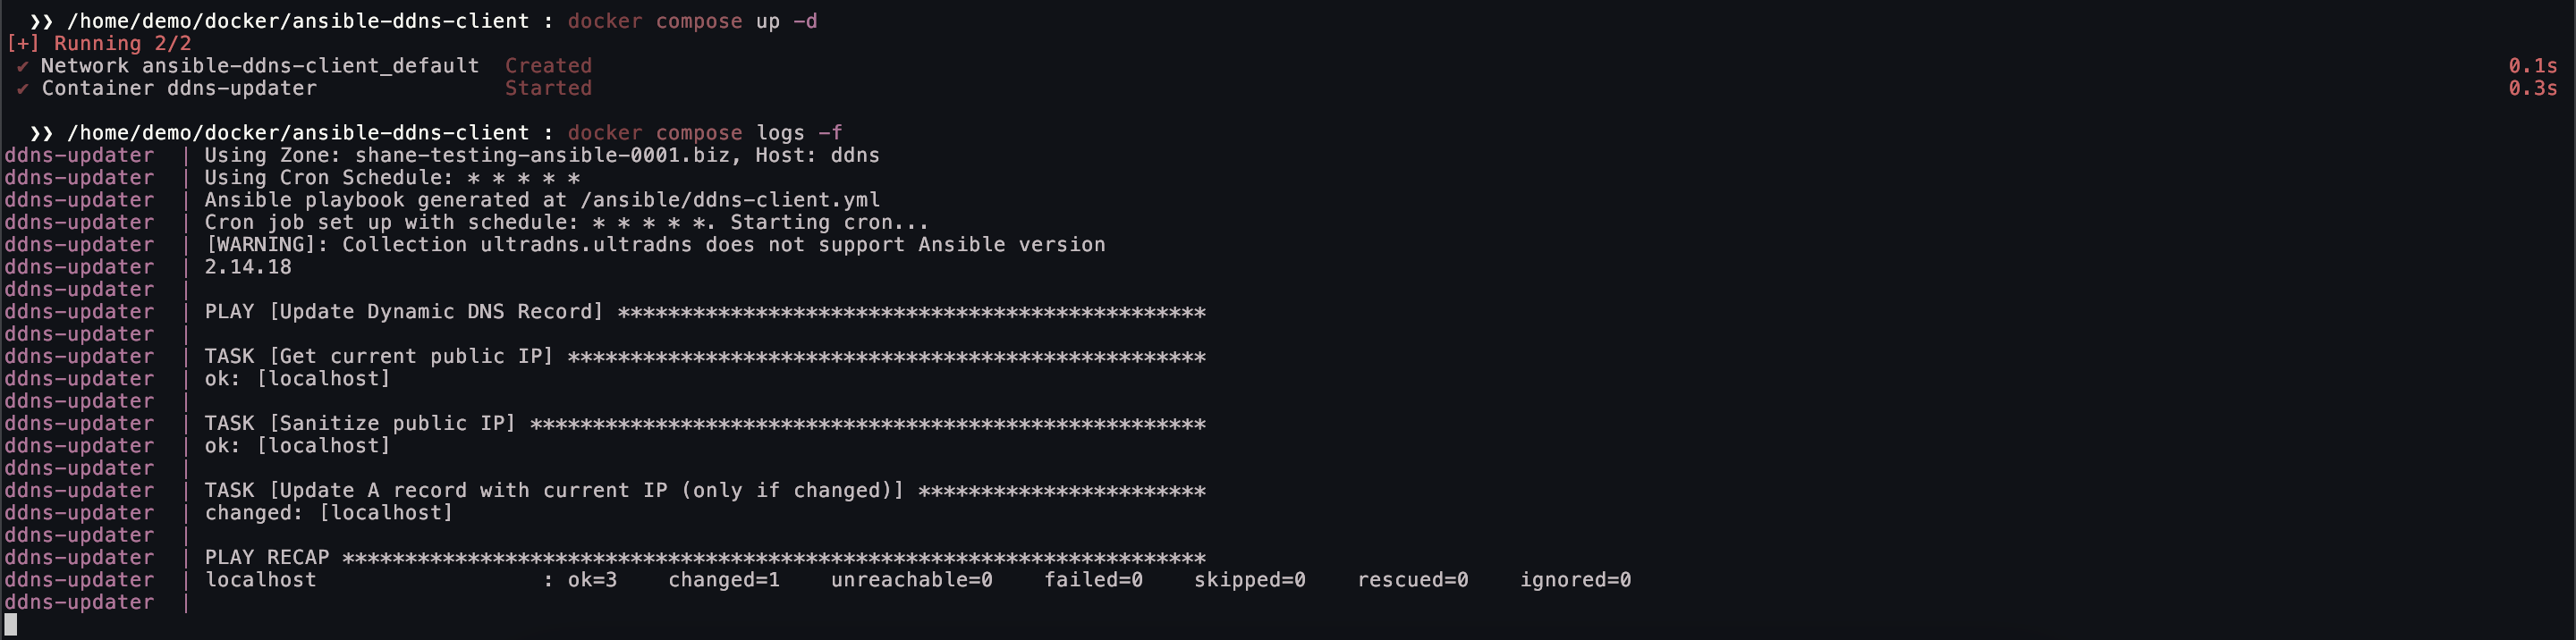 ❯❯ /home/demo/docker/ansible-ddns-client : docker compose up -d
[+] Running 2/2
✔ Network ansible-ddns-client_default  Created 0.1s
✔ Container ddns-updater               Started 0.3s
❯❯ /home/demo/docker/ansible-ddns-client : docker compose logs -f
ddns-updater  | Using Zone: shane-testing-ansible-0001.biz, Host: ddns
ddns-updater  | Using Cron Schedule: * * * * *
ddns-updater  | Ansible playbook generated at /ansible/ddns-client.yml
ddns-updater  | Cron job set up with schedule: * * * * *. Starting cron...
ddns-updater  | [WARNING]: Collection ultradns.ultradns does not support Ansible version
ddns-updater  | 2.14.18
ddns-updater  |
ddns-updater  | PLAY [Update Dynamic DNS Record] ***********************************************
ddns-updater  |
ddns-updater  | TASK [Get current public IP] ***************************************************
ddns-updater  | ok: [localhost]
ddns-updater  |
ddns-updater  | TASK [Sanitize public IP] ******************************************************
ddns-updater  | ok: [localhost]
ddns-updater  |
ddns-updater  | TASK [Update A record with current IP (only if changed)] ***********************
ddns-updater  | changed: [localhost]
ddns-updater  |
ddns-updater  | PLAY RECAP *********************************************************************
ddns-updater  | localhost                  : ok=3    changed=1    unreachable=0    failed=0    skipped=0    rescued=0    ignored=0
ddns-updater  |